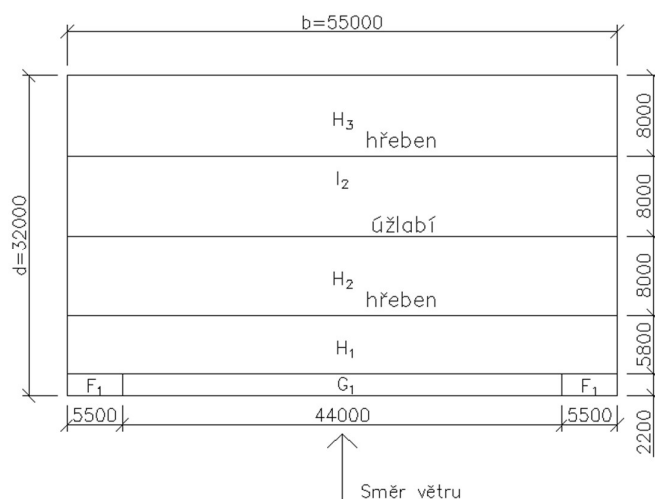 b=55000
H₃
hřeben
8000
I₂
8000
d=32000
úžlabí
H₂
8000
hřeben
H₁
5800
F₁
G₁
F₁
5500
44000
5500
2200
Směr větru